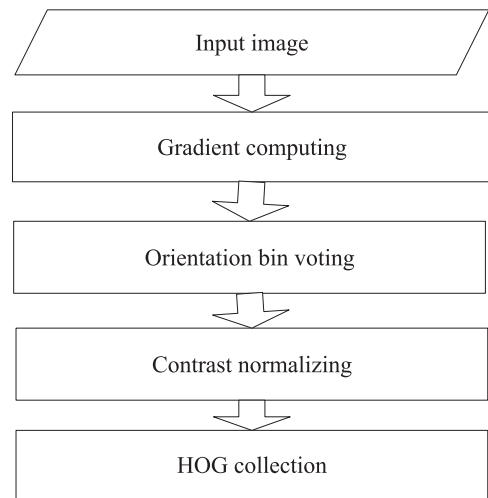 Input image
Gradient computing
Orientation bin voting
Contrast normalizing
HOG collection